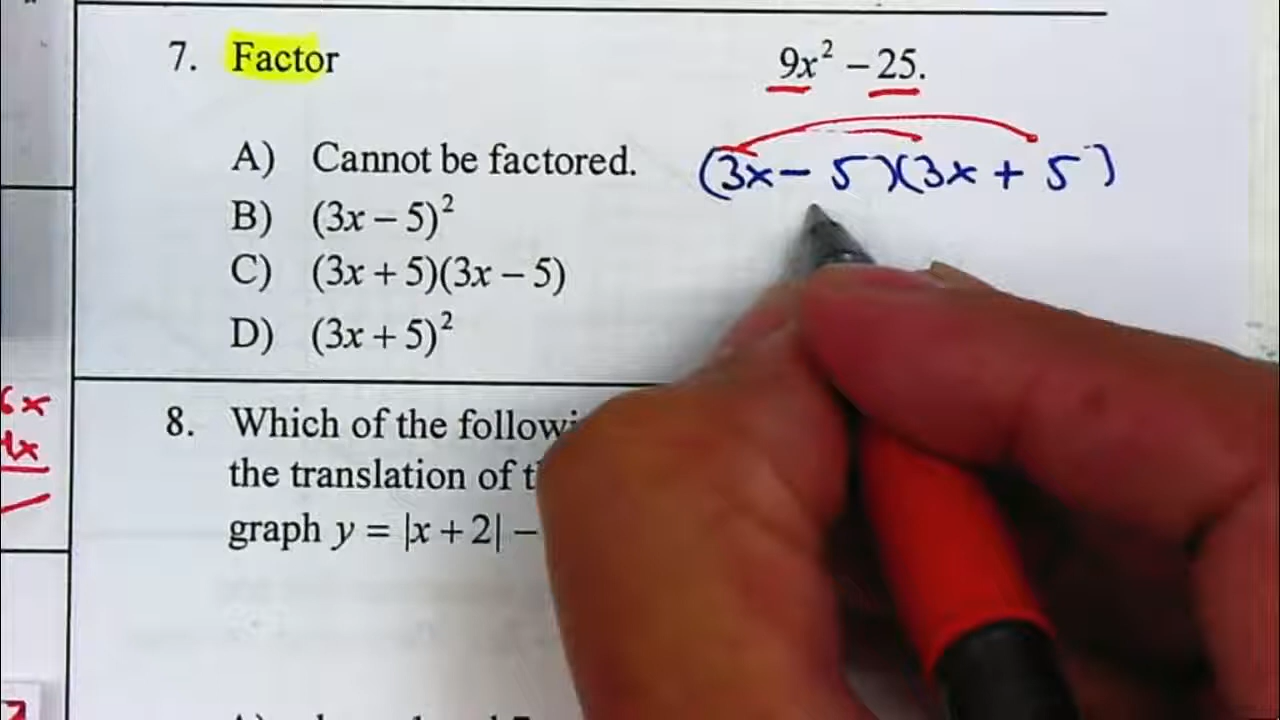 7. Factor
9x² − 25.
A) Cannot be factored.
(3x − 5)(3x + 5)
B) (3x − 5)²
C) (3x + 5)(3x − 5)
D) (3x + 5)²
6x
8. Which of the
the translation of
graph y = |x + 2| −